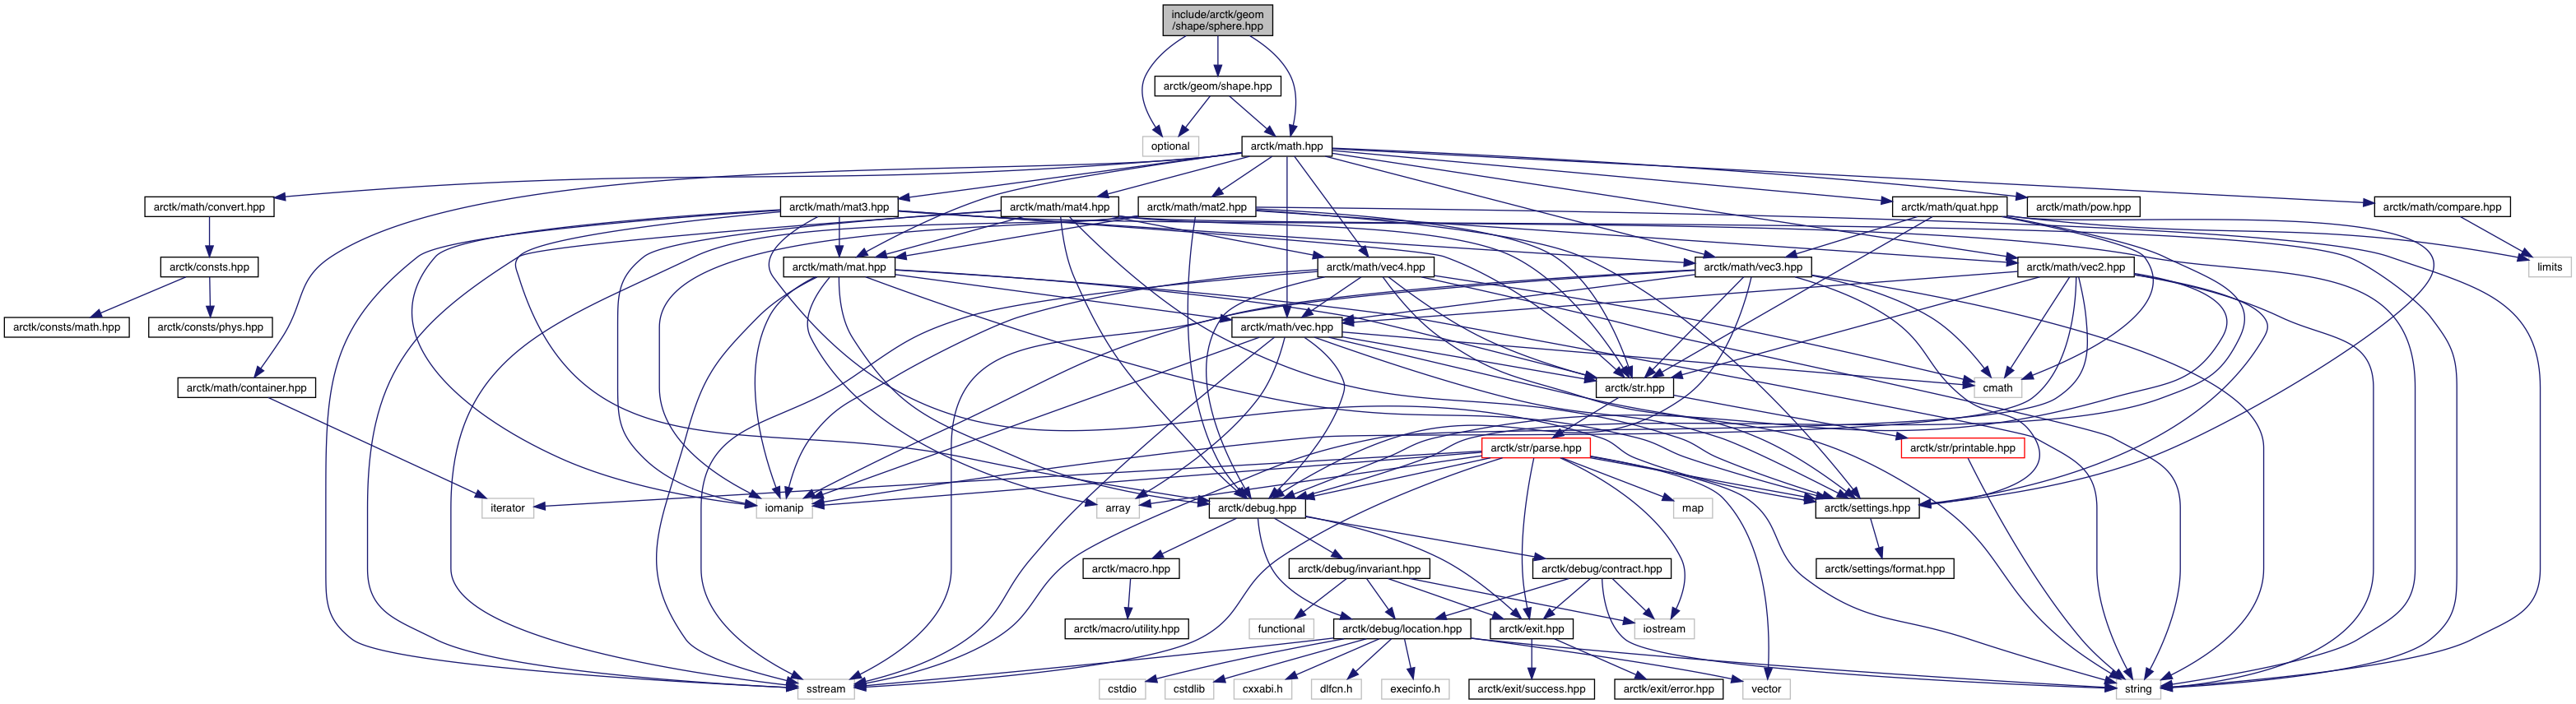 include/arctk/geom
/shape/sphere.hpp
arctk/geom/shape.hpp
optional
arctk/math.hpp
arctk/math/convert.hpp
arctk/math/mat3.hpp
arctk/math/mat4.hpp
arctk/math/mat2.hpp
arctk/math/quat.hpp
arctk/math/pow.hpp
arctk/math/compare.hpp
arctk/consts.hpp
arctk/math/mat.hpp
arctk/math/vec4.hpp
arctk/math/vec3.hpp
arctk/math/vec2.hpp
limits
arctk/consts/math.hpp
arctk/consts/phys.hpp
arctk/math/vec.hpp
arctk/math/container.hpp
arctk/str.hpp
cmath
arctk/str/parse.hpp
arctk/str/printable.hpp
iterator
iomanip
array
arctk/debug.hpp
map
arctk/settings.hpp
arctk/macro.hpp
arctk/debug/invariant.hpp
arctk/debug/contract.hpp
arctk/settings/format.hpp
arctk/macro/utility.hpp
functional
arctk/debug/location.hpp
arctk/exit.hpp
iostream
sstream
cstdio
cstdlib
cxxabi.h
dlfcn.h
execinfo.h
arctk/exit/success.hpp
arctk/exit/error.hpp
vector
string